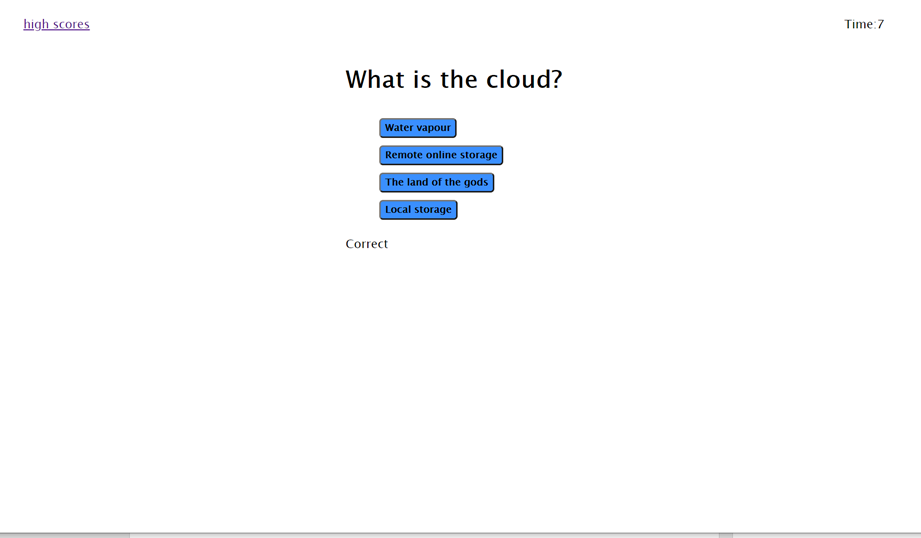 high scores
Time:7
What is the cloud?
Water vapour
Remote online storage
The land of the gods
Local storage
Correct